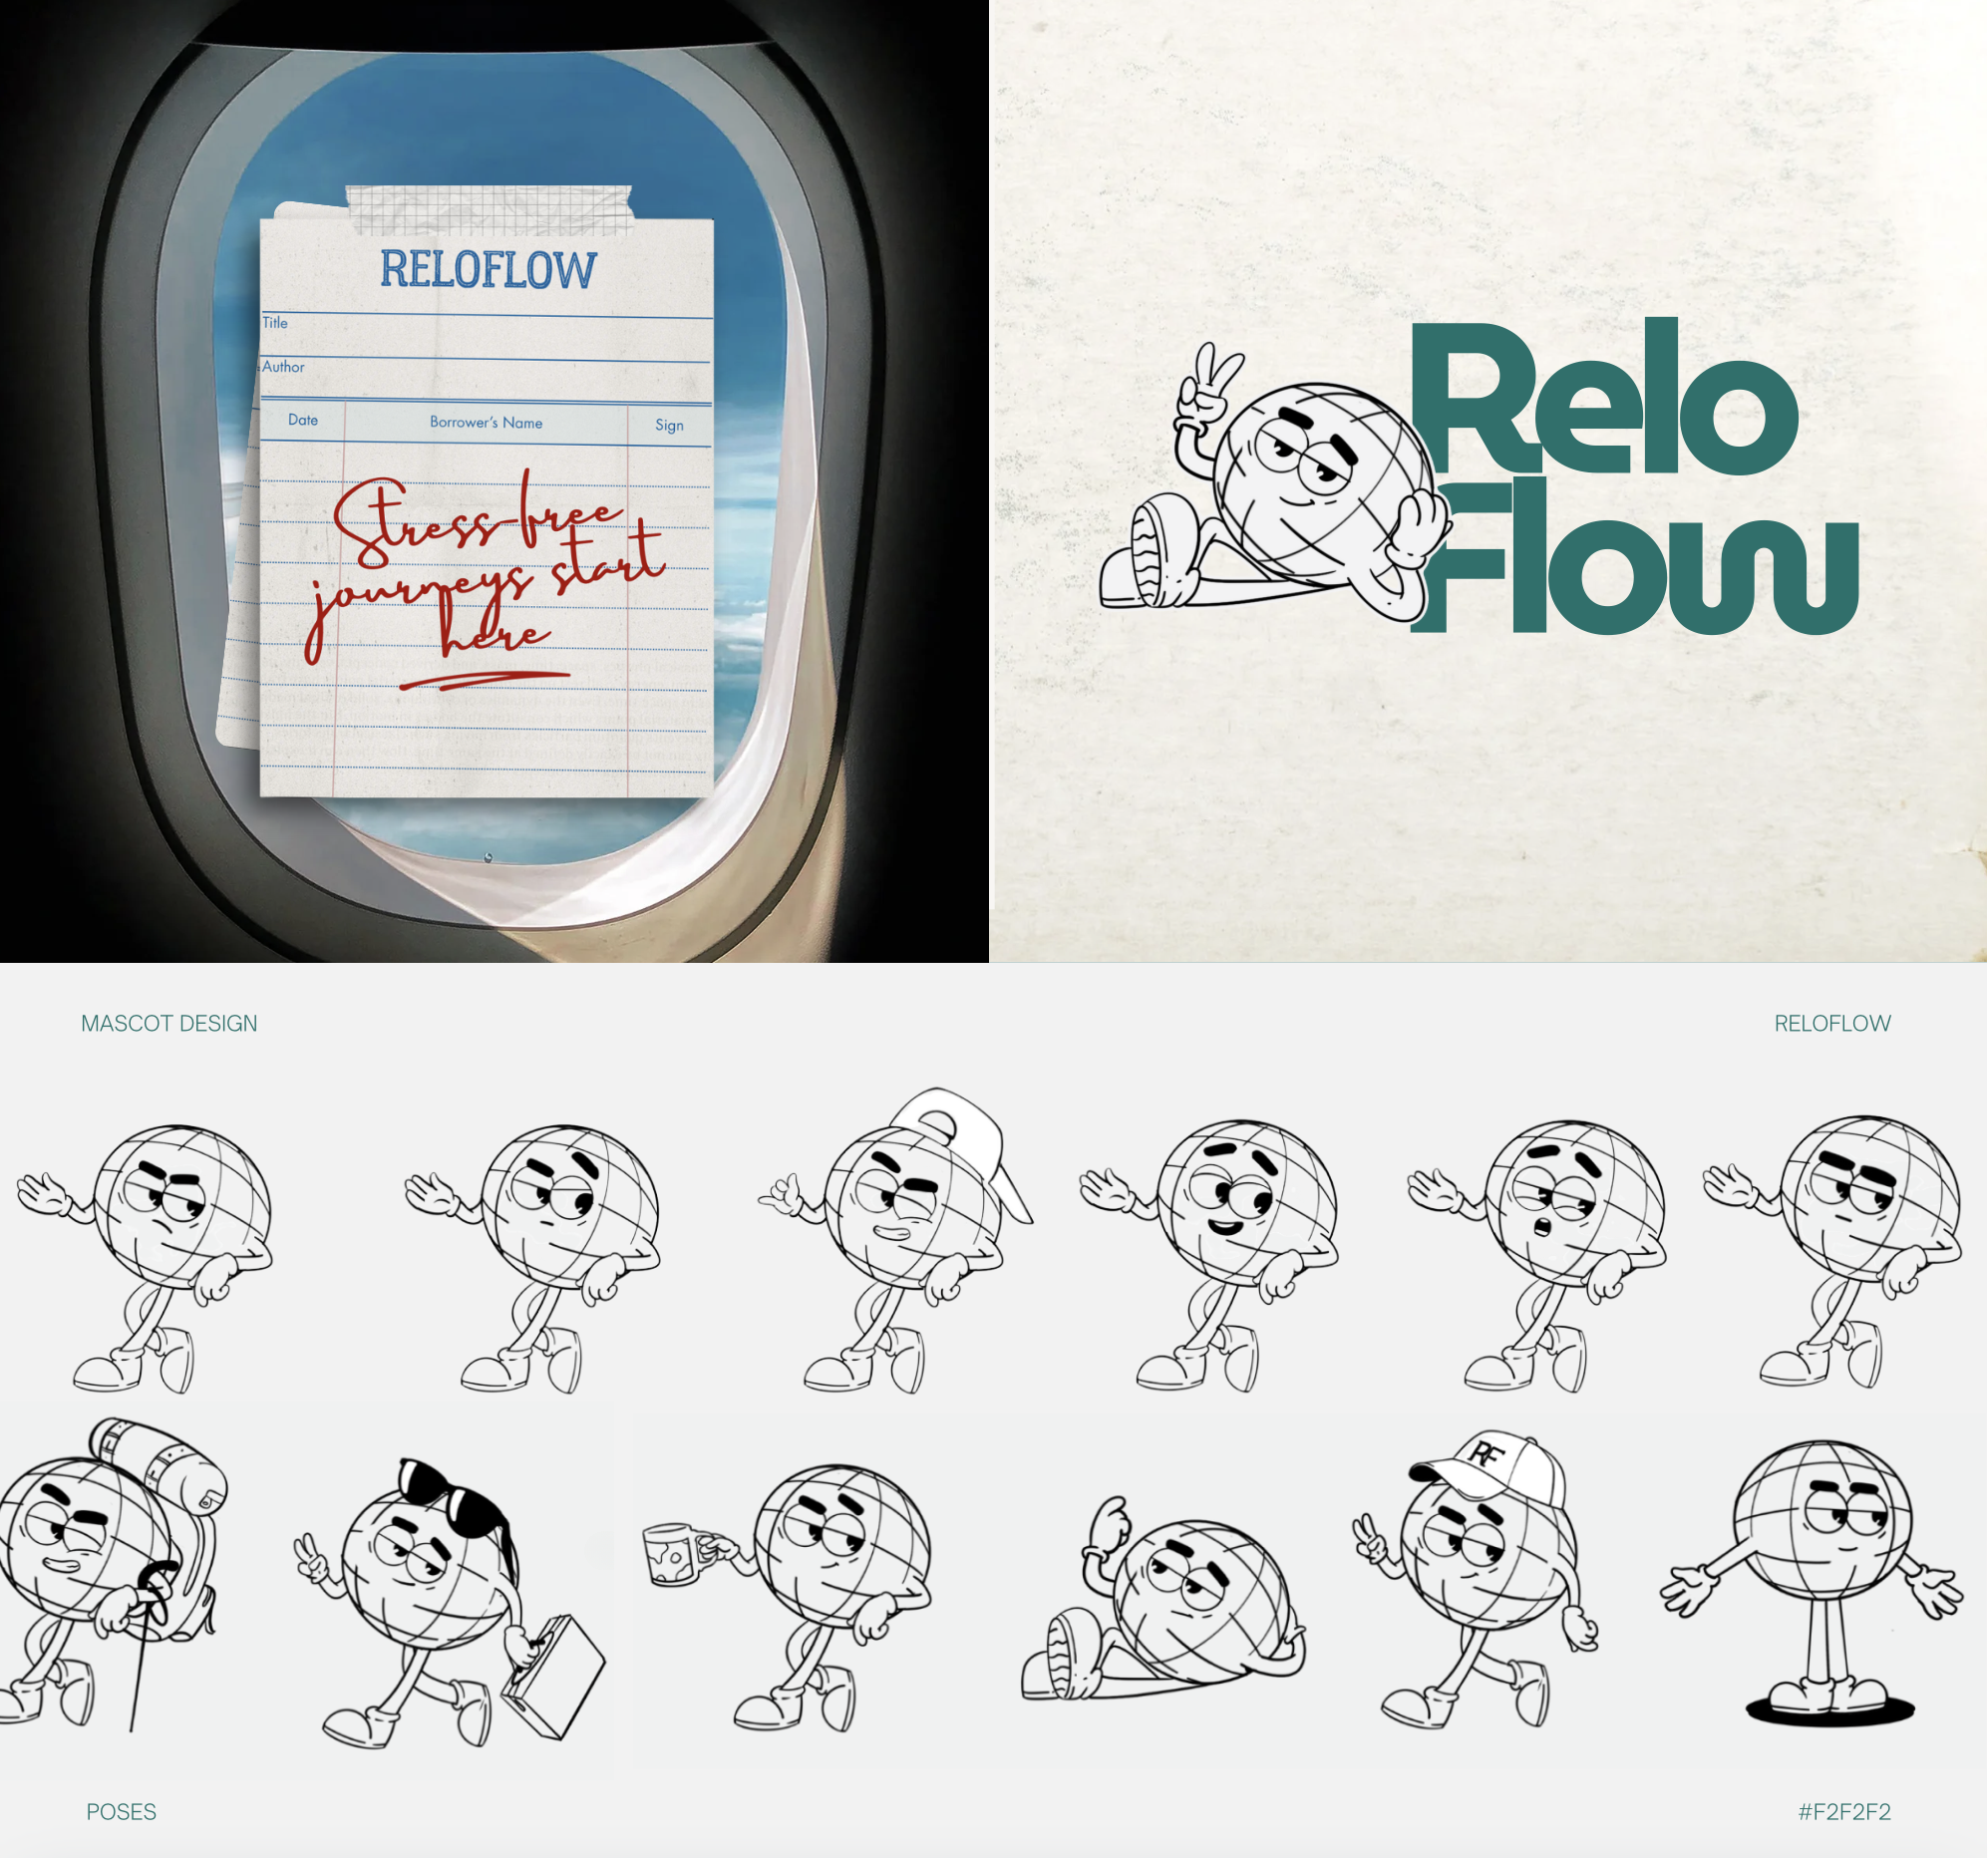 RELOFLOW
Title
Author
Date Borrower's Name Sign
Stress-free
journeys start
here
Relo
Flow
MASCOT DESIGN
RELOFLOW
RF
POSES
#F2F2F2